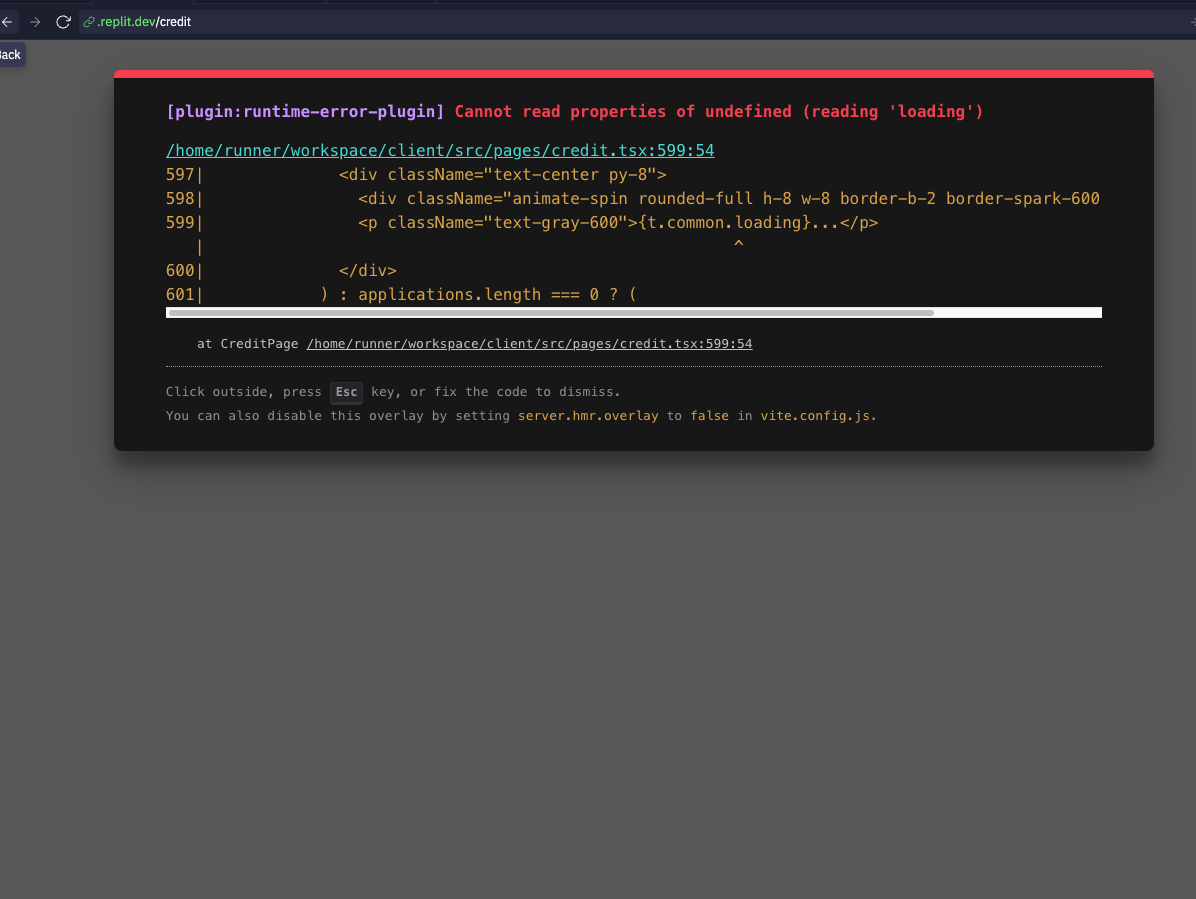 .replit.dev/credit
Back
[plugin:runtime-error-plugin] Cannot read properties of undefined (reading 'loading')
/home/runner/workspace/client/src/pages/credit.tsx:599:54
597|              <div className="text-center py-8">
598|                <div className="animate-spin rounded-full h-8 w-8 border-b-2 border-spark-600
599|                <p className="text-gray-600">{t.common.loading}...</p>
   |                                                       ^
600|              </div>
601|            ) : applications.length === 0 ? (
at CreditPage /home/runner/workspace/client/src/pages/credit.tsx:599:54
Click outside, press Esc key, or fix the code to dismiss.
You can also disable this overlay by setting server.hmr.overlay to false in vite.config.js.